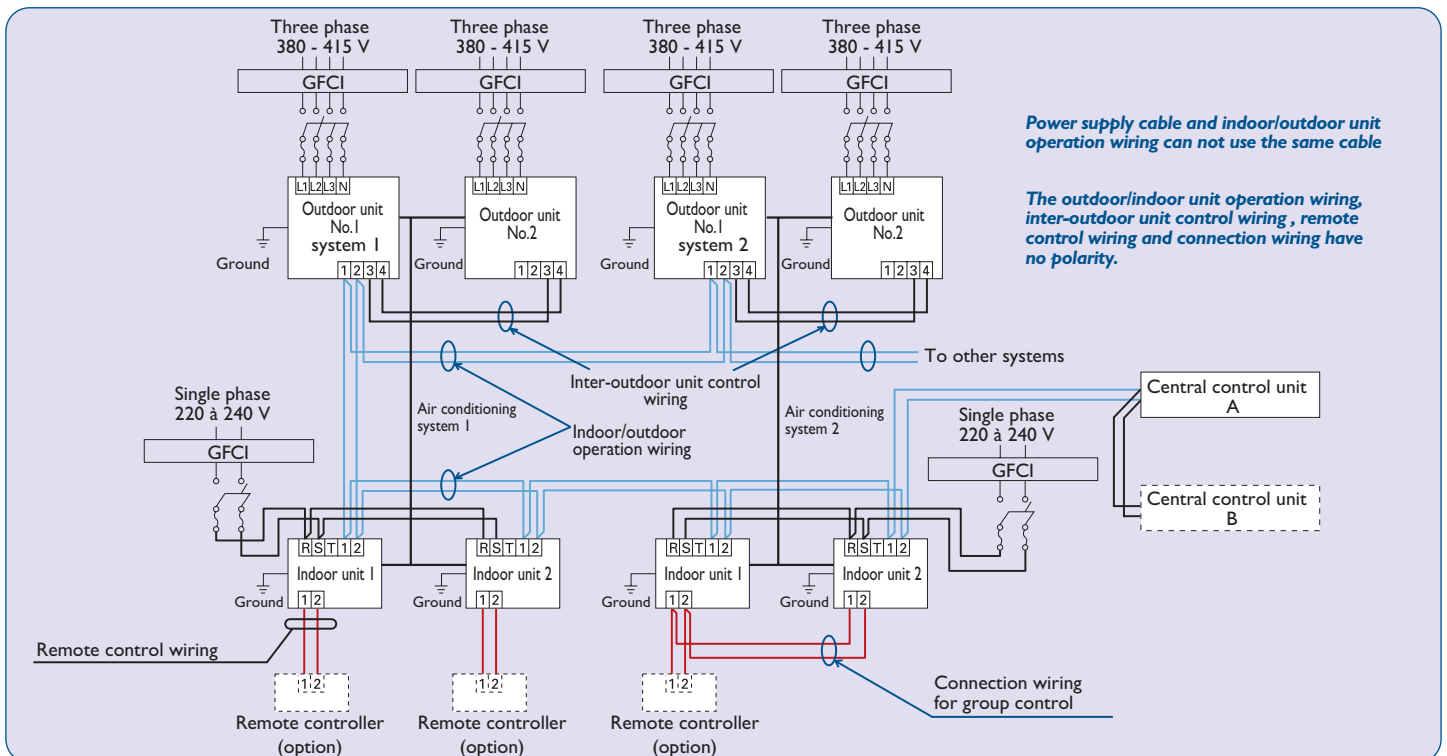 Three phase
380 - 415 V
Three phase
380 - 415 V
Three phase
380 - 415 V
Three phase
380 - 415 V
GFCI
GFCI
GFCI
GFCI
Power supply cable and indoor/outdoor unit
operation wiring can not use the same cable
The outdoor/indoor unit operation wiring,
inter-outdoor unit control wiring , remote
control wiring and connection wiring have
no polarity.
L1 L2 L3 N
Outdoor unit
No.1
system 1
1 2 3 4
Ground
L1 L2 L3 N
Outdoor unit
No.2
1 2 3 4
Ground
L1 L2 L3 N
Outdoor unit
No.1
system 2
1 2 3 4
Ground
L1 L2 L3 N
Outdoor unit
No.2
1 2 3 4
Ground
To other systems
Inter-outdoor unit control
wiring
Single phase
220 à 240 V
GFCI
Air conditioning
system 1
Indoor/outdoor
operation wiring
Air conditioning
system 2
Single phase
220 à 240 V
GFCI
Central control unit
A
Central control unit
B
R S T 1 2
Indoor unit 1
1 2
Ground
R S T 1 2
Indoor unit 2
1 2
Ground
R S T 1 2
Indoor unit 1
1 2
Ground
R S T 1 2
Indoor unit 2
1 2
Ground
Remote control wiring
1 2
Remote controller
(option)
1 2
Remote controller
(option)
1 2
Remote controller
(option)
Connection wiring
for group control